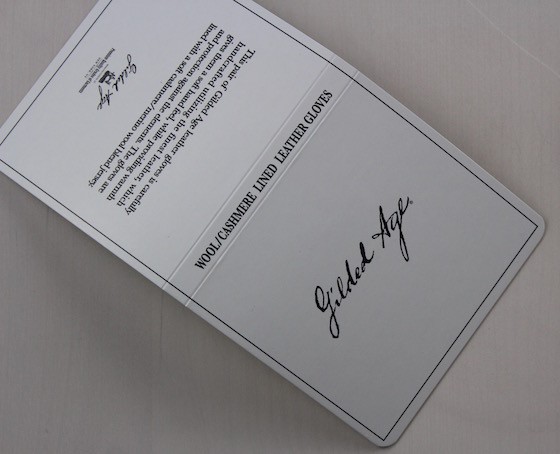 Gilded Age
WOOL/CASHMERE LINED LEATHER GLOVES
This pair of Gilded Age leather gloves is carefully
handcrafted utilizing the finest leather, which
gives them a soft hand feel, while providing warmth
and protection against the elements. The gloves are
lined with a soft cashmere/merino wool blend jersey.
Gilded Age